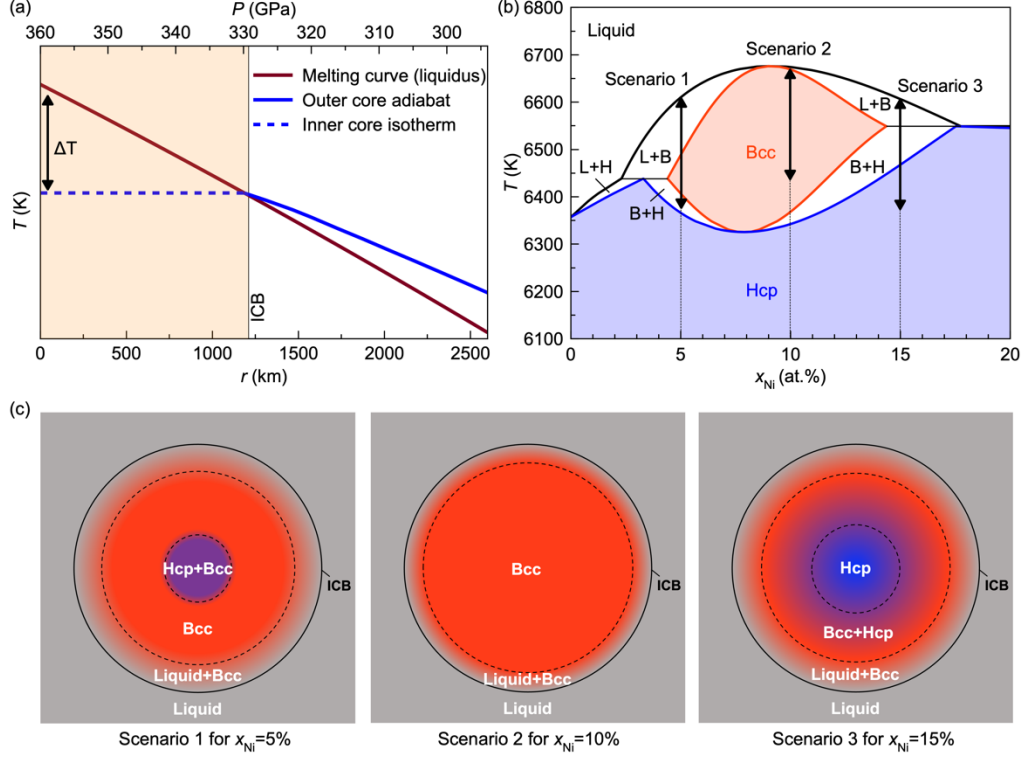 (a)
P (GPa)
360 350 340 330 320 310 300
Melting curve (liquidus)
Outer core adiabat
Inner core isotherm
ΔT
T (K)
ICB
0 500 1000 1500 2000 2500
r (km)
(b)
6800
6700
6600
6500
6400
6300
6200
6100
T (K)
Liquid
Scenario 2
Scenario 1
Scenario 3
L+B
L+H
L+B
Bcc
B+H
B+H
Hcp
0 5 10 15 20
xNi (at.%)
(c)
Hcp+Bcc
Bcc
Liquid+Bcc
Liquid
ICB
Scenario 1 for xNi=5%
Bcc
Liquid+Bcc
Liquid
ICB
Scenario 2 for xNi=10%
Hcp
Bcc+Hcp
Liquid+Bcc
Liquid
ICB
Scenario 3 for xNi=15%